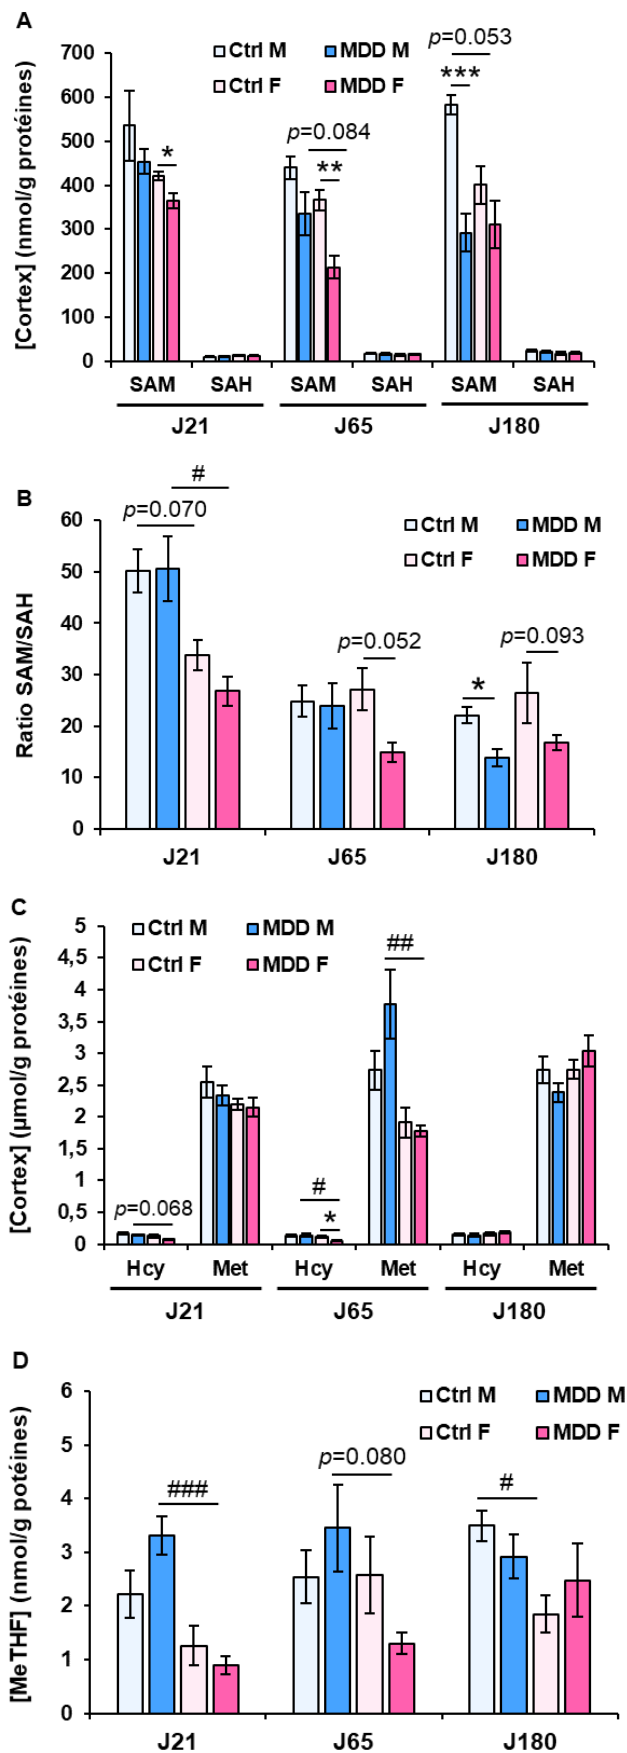 A
[Cortex] (nmol/g protéines)
700
600
500
400
300
200
100
0
Ctrl M MDD M
Ctrl F MDD F
*
p=0.084
**
p=0.053
***
SAM SAH SAM SAH SAM SAH
J21 J65 J180
B
Ratio SAM/SAH
60
50
40
30
20
10
0
#
p=0.070
Ctrl M MDD M
Ctrl F MDD F
p=0.052
*
p=0.093
J21 J65 J180
C
[Cortex] (µmol/g protéines)
5
4,5
4
3,5
3
2,5
2
1,5
1
0,5
0
Ctrl M MDD M
Ctrl F MDD F
##
p=0.068
#
*
Hcy Met Hcy Met Hcy Met
J21 J65 J180
D
[MeTHF] (nmol/g potéines)
6
5
4
3
2
1
0
Ctrl M MDD M
Ctrl F MDD F
###
p=0.080
#
J21 J65 J180